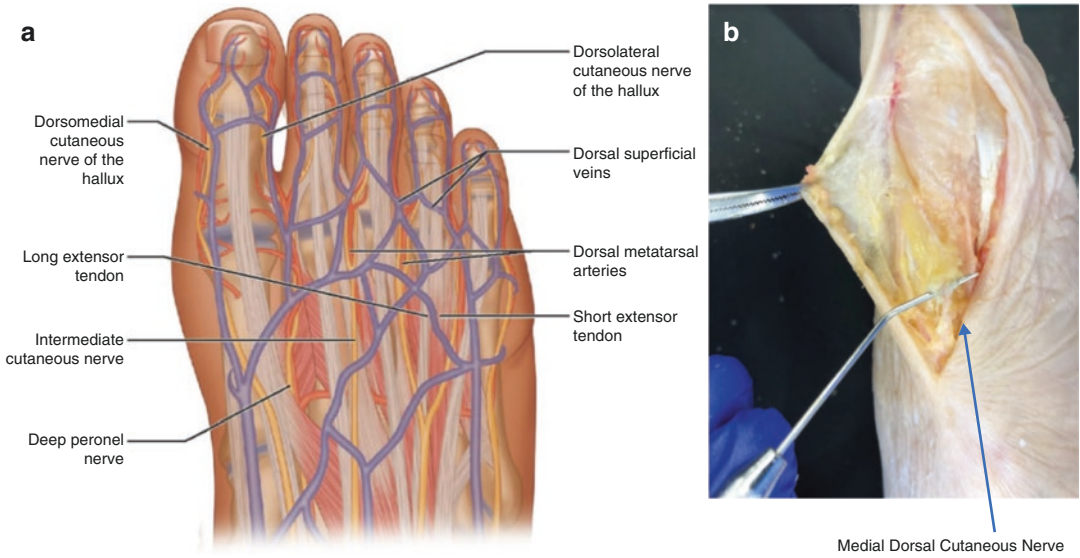 a
Dorsomedial
cutaneous
nerve of the
hallux
Long extensor
tendon
Intermediate
cutaneous nerve
Deep peronel
nerve
Dorsolateral
cutaneous nerve
of the hallux
Dorsal superficial
veins
Dorsal metatarsal
arteries
Short extensor
tendon
b
Medial Dorsal Cutaneous Nerve